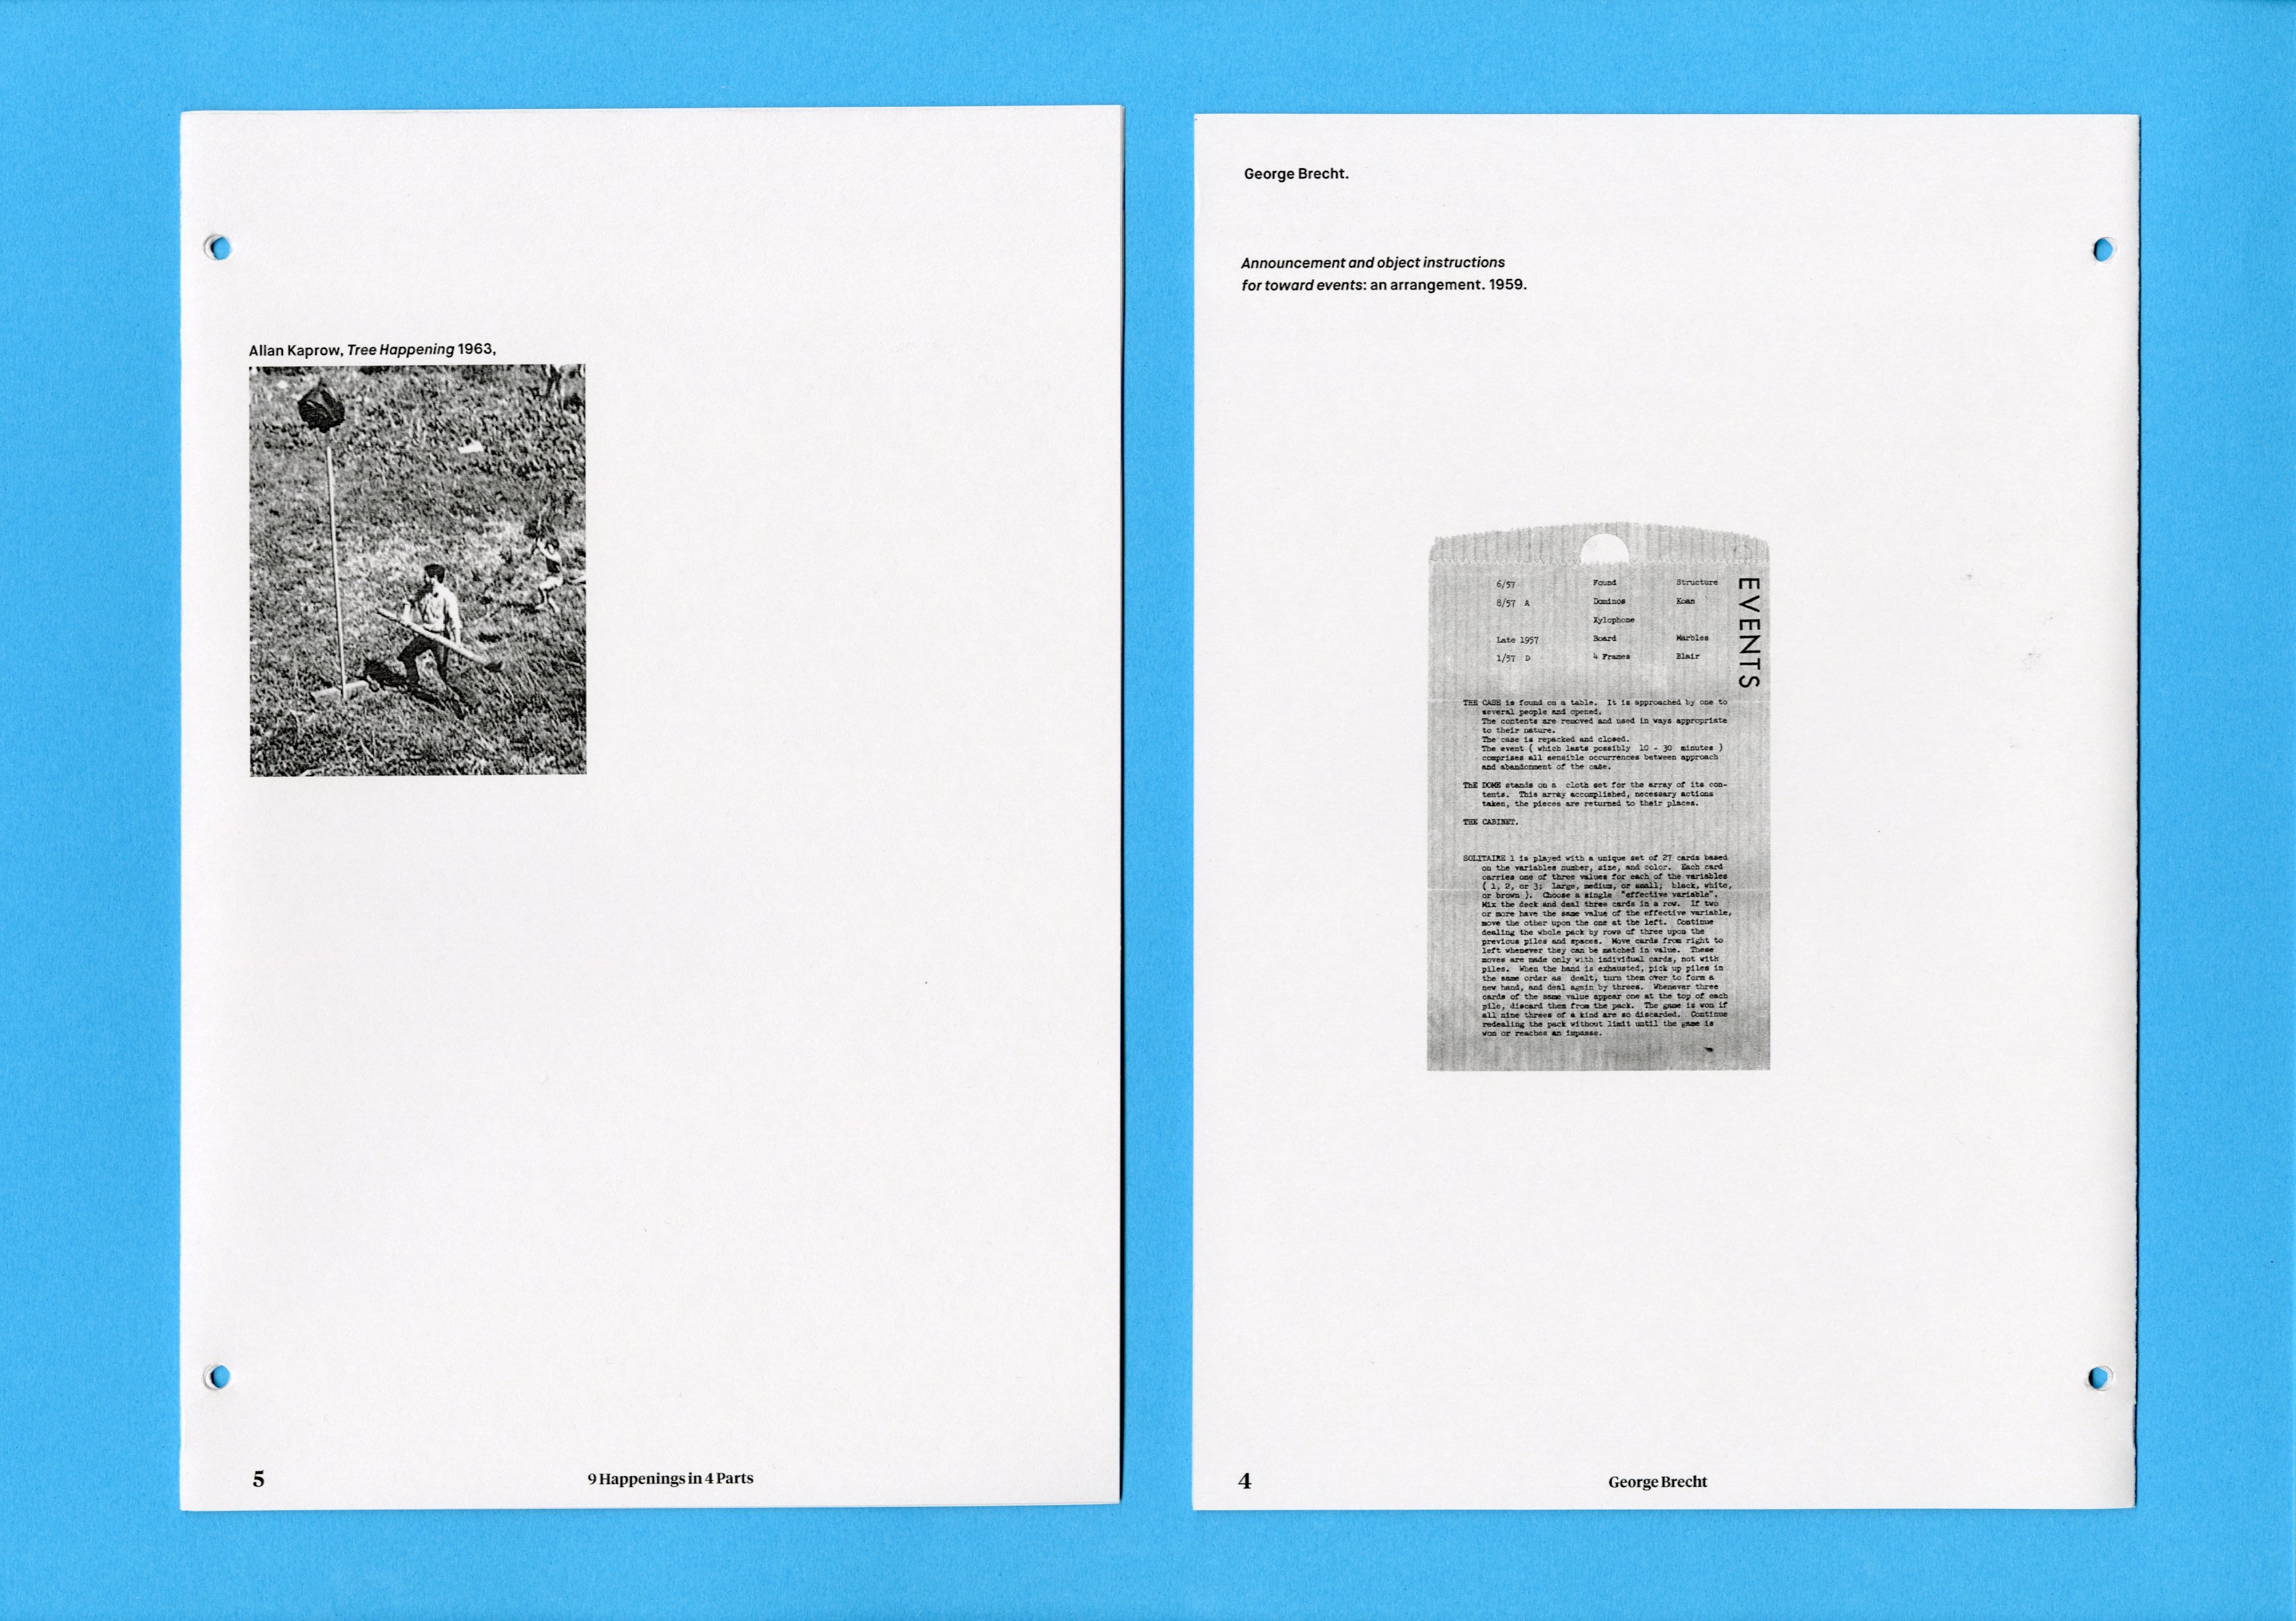 Allan Kaprow, Tree Happening 1963,
5
9 Happenings in 4 Parts
George Brecht.
Announcement and object instructions
for toward events: an arrangement. 1959.
6/57 Found Structure
8/57 A Dominos Koan
Xylophone
Late 1957 Board Marbles
1/57 D 4 Frames Blair
EVENTS
THE CASE is found on a table. It is approached by one to
several people and opened.
The contents are removed and used in ways appropriate
to their nature.
The case is repacked and closed.
The event ( which lasts possibly 10 - 30 minutes )
comprises all sensible occurrences between approach
and abandonment of the case.
ThE DOME stands on a cloth set for the array of its con-
tents. This array accomplished, necessary actions
taken, the pieces are returned to their places.
THE CABINET.
SOLITAIRE 1 is played with a unique set of 27 cards based
on the variables number, size, and color. Each card
carries one of three values for each of the variables
( 1, 2, or 3; large, medium, or small; black, white,
or brown ). Choose a single "effective variable".
Mix the deck and deal three cards in a row. If two
or more have the same value of the effective variable,
move the other upon the one at the left. Continue
dealing the whole pack by rows of three upon the
previous piles and spaces. Move cards from right to
left whenever they can be matched in value. These
moves are made only with individual cards, not with
piles. When the hand is exhausted, pick up piles in
the same order as dealt, turn them over to form a
new hand, and deal again by threes. Whenever three
cards of the same value appear one at the top of each
pile, discard them from the pack. The game is won if
all nine threes of a kind are so discarded. Continue
redealing the pack without limit until the game is
won or reaches an impasse.
4
George Brecht